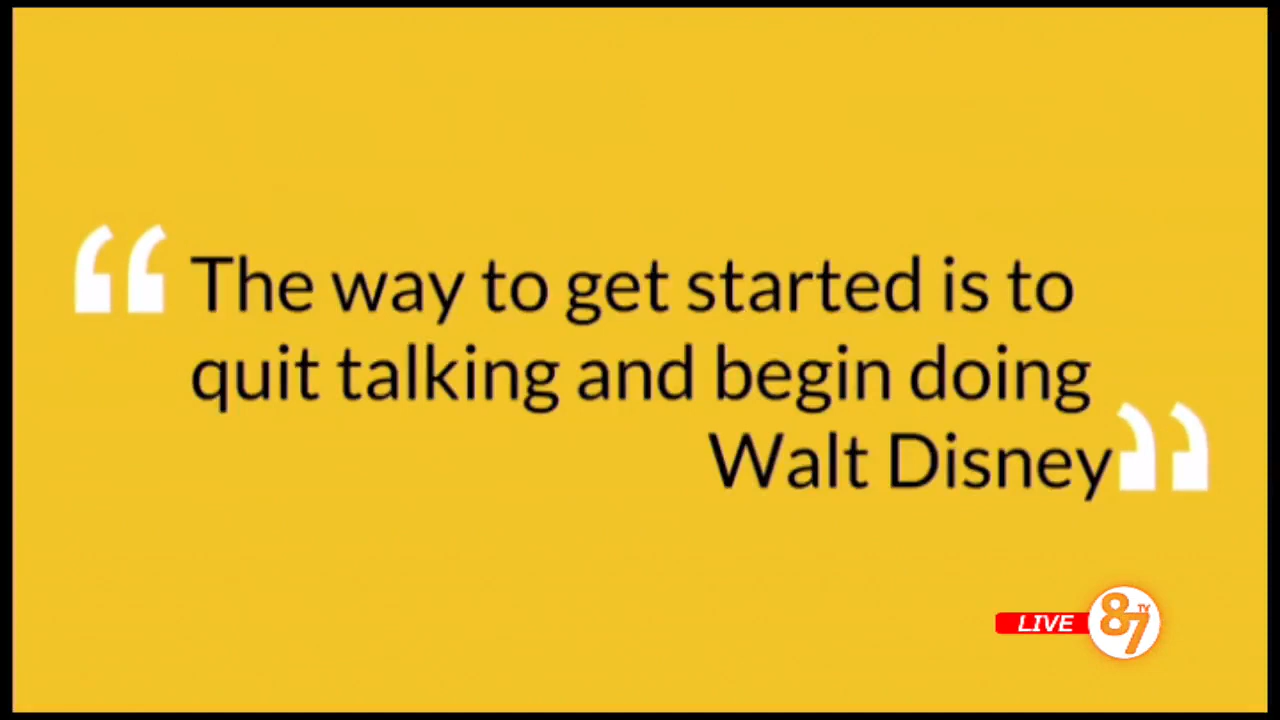 “The way to get started is to
quit talking and begin doing
Walt Disney”
LIVE 87 TV